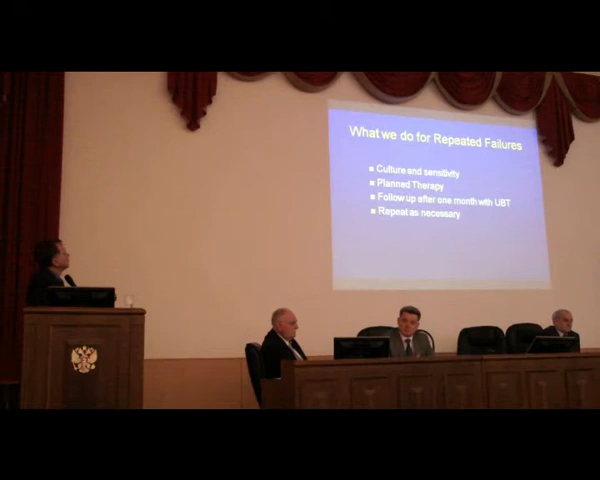 What we do for Repeated Failures
Culture and sensitivity
Planned Therapy
Follow up after one month with UBT
Repeat as necessary